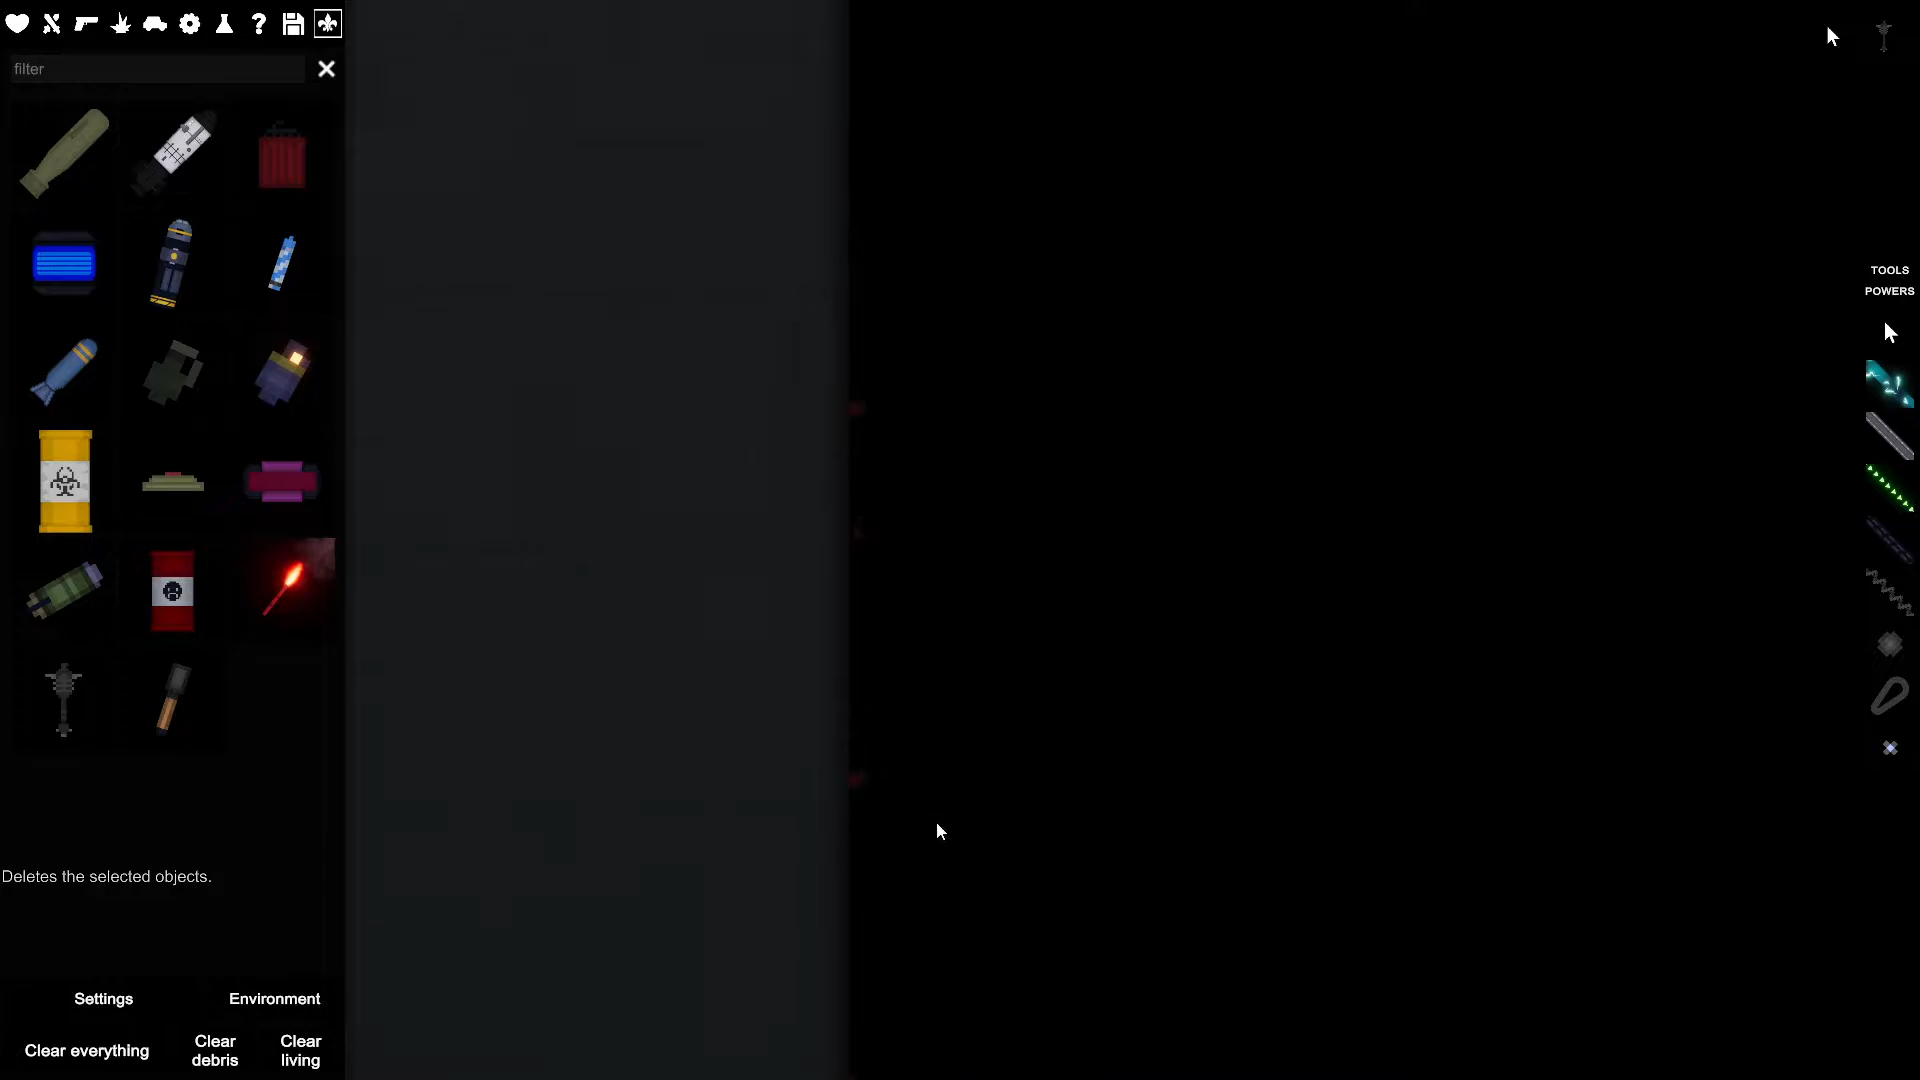 filter
TOOLS
POWERS
Deletes the selected objects.
Settings
Environment
Clear everything
Clear
debris
Clear
living